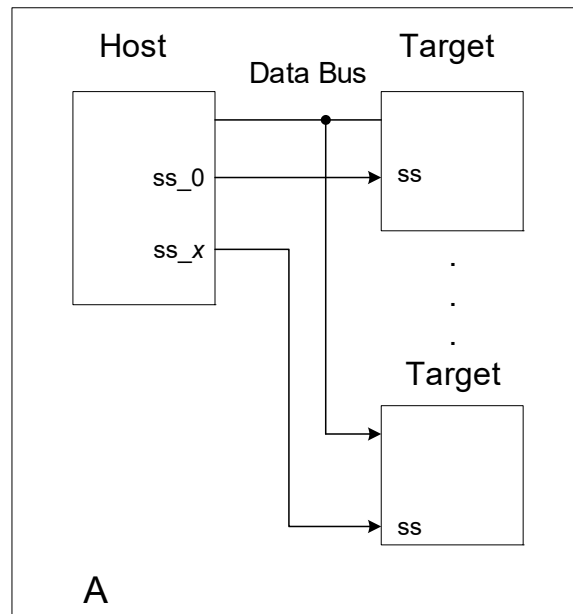 Host
Target
Data Bus
ss_0
ss
ss_x
.
.
.
Target
ss
A